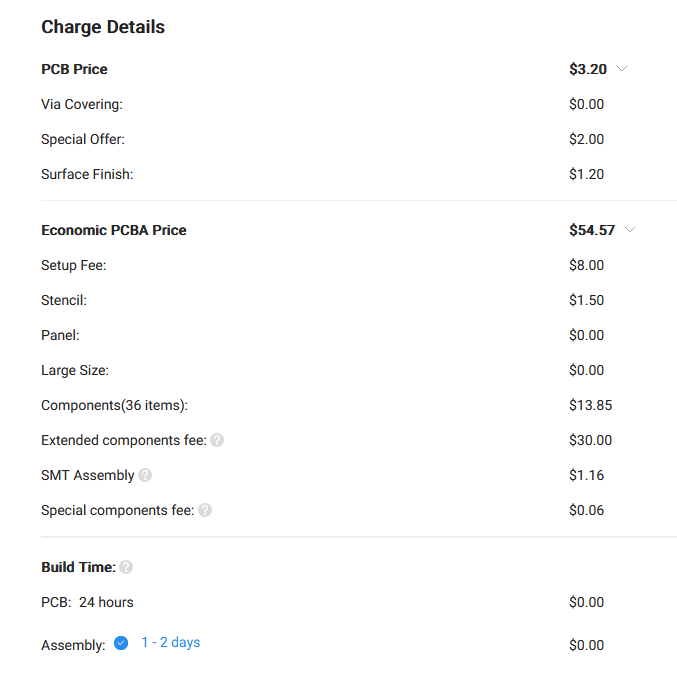 Charge Details
PCB Price $3.20
Via Covering: $0.00
Special Offer: $2.00
Surface Finish: $1.20
Economic PCBA Price $54.57
Setup Fee: $8.00
Stencil: $1.50
Panel: $0.00
Large Size: $0.00
Components(36 items): $13.85
Extended components fee: ? $30.00
SMT Assembly ? $1.16
Special components fee: ? $0.06
Build Time: ?
PCB: 24 hours $0.00
Assembly: 1 - 2 days $0.00